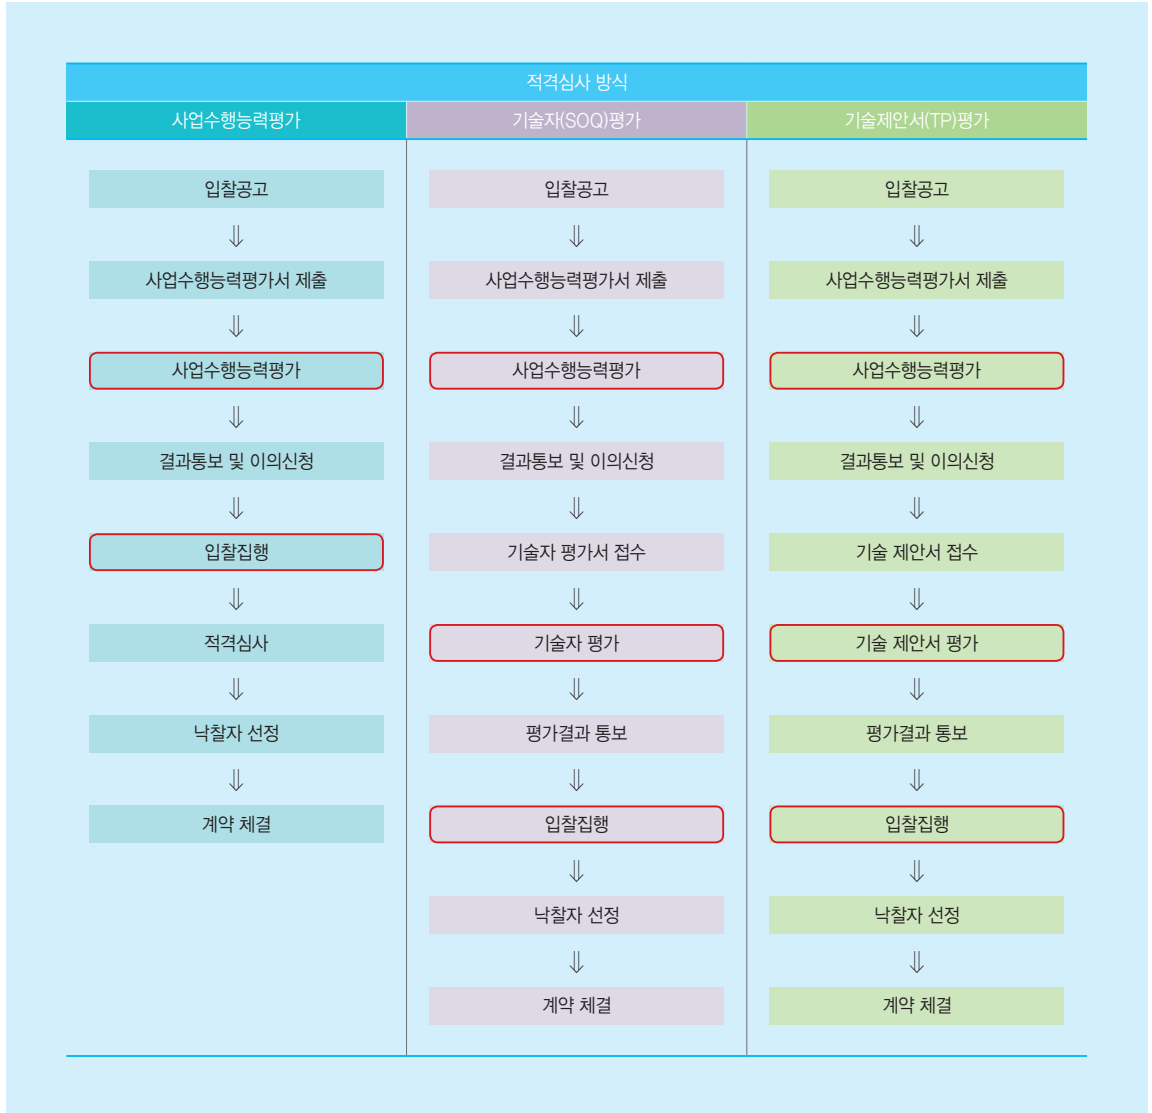 적격심사 방식
사업수행능력평가
기술자(SOQ)평가
기술제안서(TP)평가
입찰공고
사업수행능력평가서 제출
사업수행능력평가
결과통보 및 이의신청
입찰집행
적격심사
낙찰자 선정
계약 체결
입찰공고
사업수행능력평가서 제출
사업수행능력평가
결과통보 및 이의신청
기술자 평가서 접수
기술자 평가
평가결과 통보
입찰집행
낙찰자 선정
계약 체결
입찰공고
사업수행능력평가서 제출
사업수행능력평가
결과통보 및 이의신청
기술 제안서 접수
기술 제안서 평가
평가결과 통보
입찰집행
낙찰자 선정
계약 체결